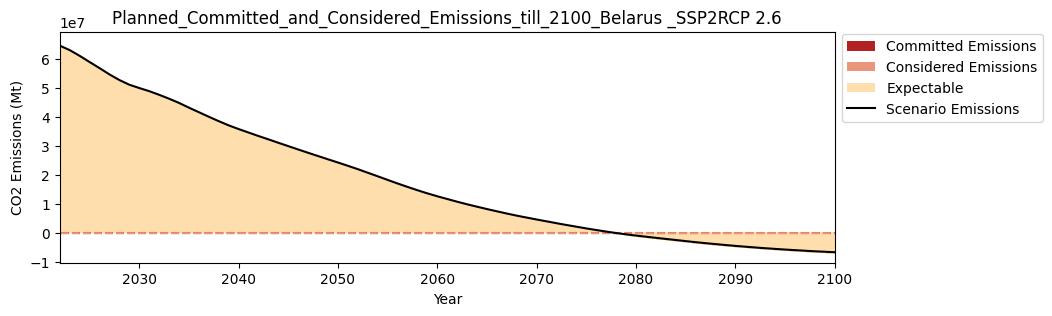 Planned_Committed_and_Considered_Emissions_till_2100_Belarus _SSP2RCP 2.6
1e7
6
5
4
3
2
1
0
−1
CO2 Emissions (Mt)
2030 2040 2050 2060 2070 2080 2090 2100
Year
Committed Emissions
Considered Emissions
Expectable
Scenario Emissions